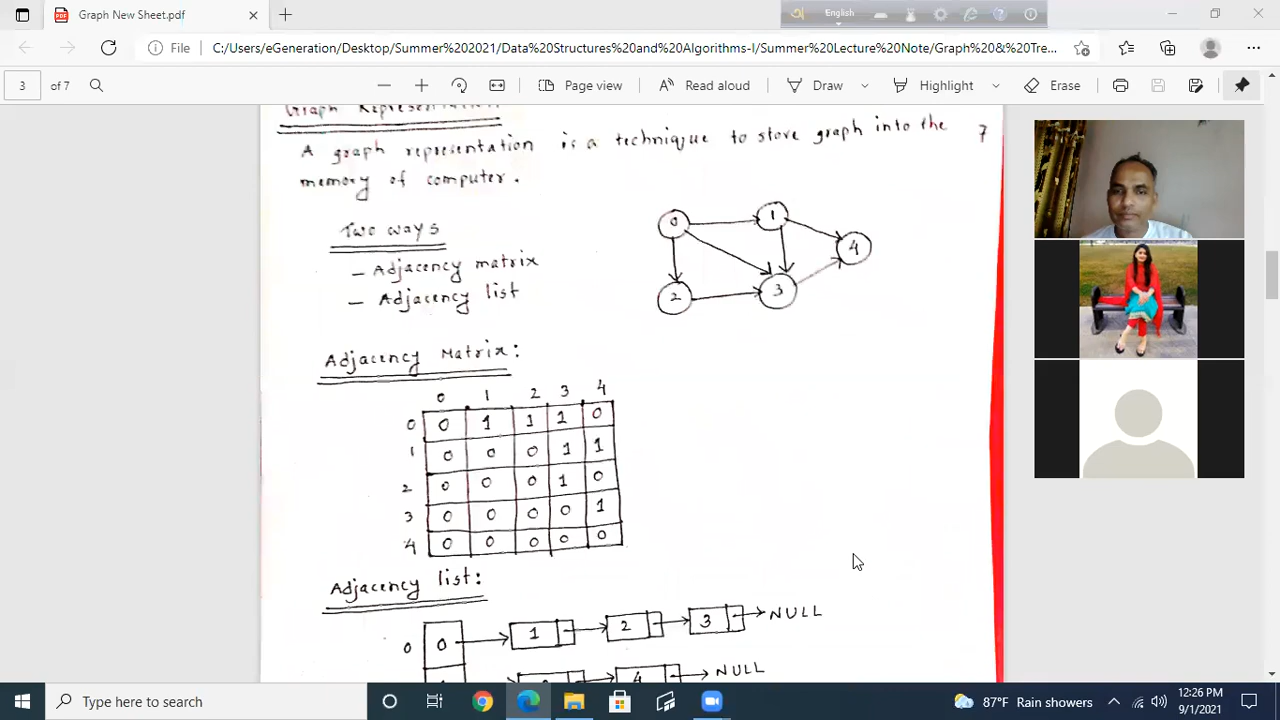 Graph New Sheet.pdf
English
File
C:/Users/eGeneration/Desktop/Summer%202021/Data%20Structures%20and%20Algorithms-I/Summer%20Lecture%20Note/Graph%20&%20Tre...
3 of 7
Page view
Read aloud
Draw
Highlight
Erase
Graph Representation
A graph representation is a technique to store graph into the 7
memory of computer.
Two ways
– Adjacency matrix
– Adjacency list
0 1 4
2 3
Adjacency Matrix:
0 1 2 3 4
0 0 1 1 1 0
1 0 0 0 1 1
2 0 0 0 1 0
3 0 0 0 0 1
4 0 0 0 0 0
Adjacency list:
0 0 1 2 3 NULL
4 NULL
Type here to search
87°F Rain showers
12:26 PM
9/1/2021